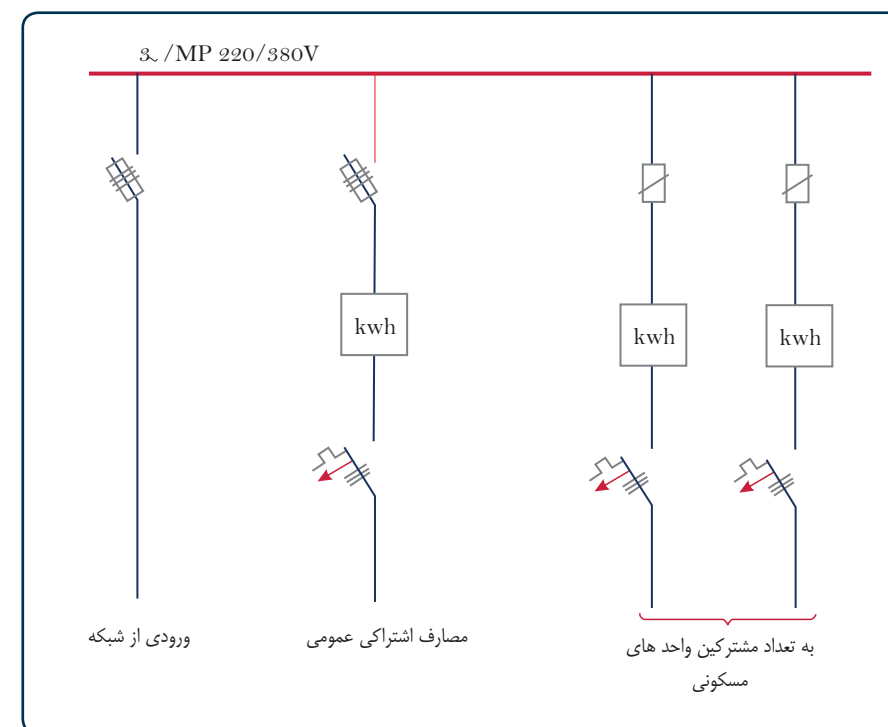 3~ /MP 220/380V
kwh
kwh
kwh
ورودی از شبکه
مصارف اشتراکی عمومی
به تعداد مشترکین واحد های
مسکونی